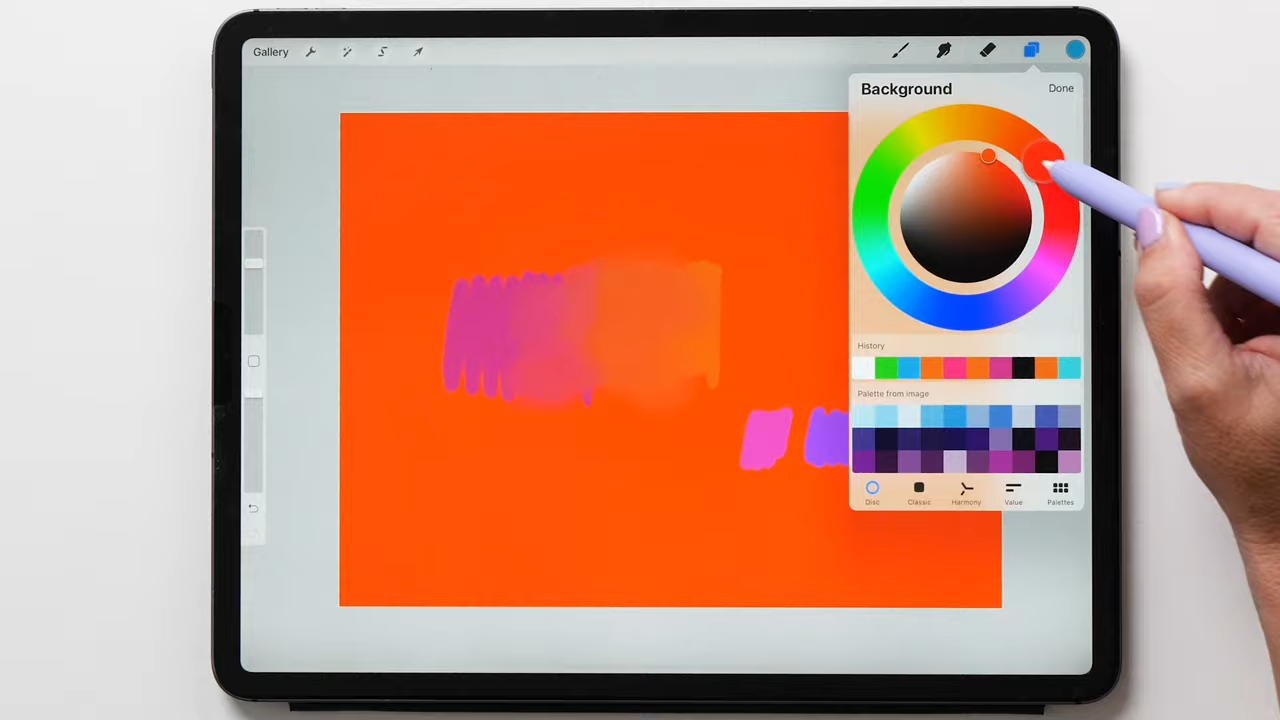 Gallery
Background
Done
History
Palette from image
Disc
Classic
Harmony
Value
Palettes